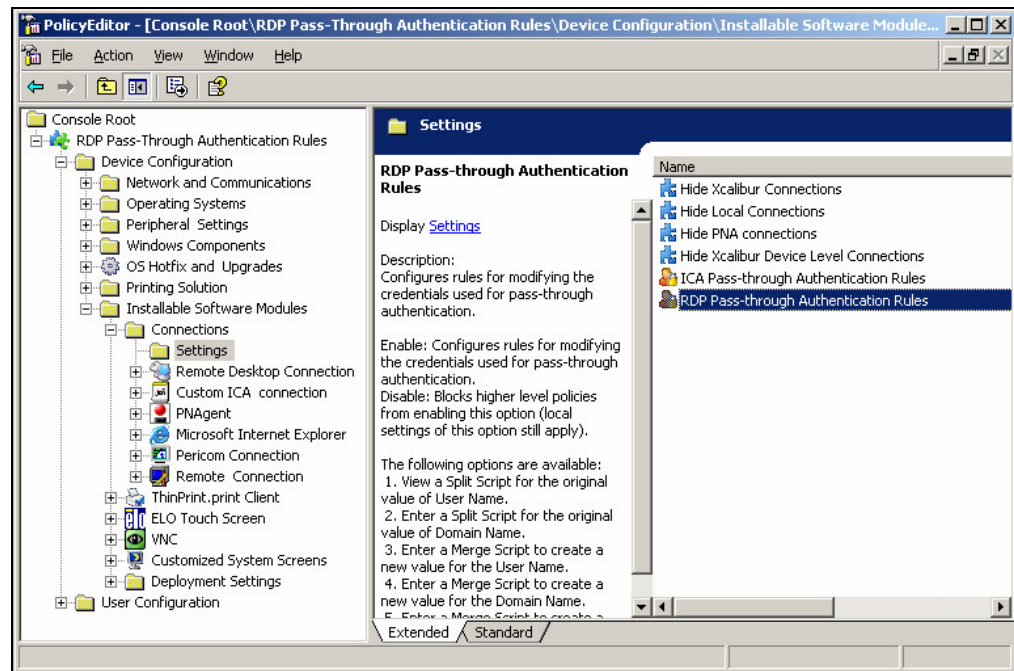 PolicyEditor - [Console Root\RDP Pass-Through Authentication Rules\Device Configuration\Installable Software Module...
File Action View Window Help
Console Root
RDP Pass-Through Authentication Rules
Device Configuration
Network and Communications
Operating Systems
Peripheral Settings
Windows Components
OS Hotfix and Upgrades
Printing Solution
Installable Software Modules
Connections
Settings
Remote Desktop Connection
Custom ICA connection
PNAgent
Microsoft Internet Explorer
Pericom Connection
Remote Connection
ThinPrint.print Client
ELO Touch Screen
VNC
Customized System Screens
Deployment Settings
User Configuration
Settings
RDP Pass-through Authentication
Rules
Display Settings
Description:
Configures rules for modifying the
credentials used for pass-through
authentication.
Enable: Configures rules for modifying
the credentials used for pass-through
authentication.
Disable: Blocks higher level policies
from enabling this option (local
settings of this option still apply).
The following options are available:
1. View a Split Script for the original
value of User Name.
2. Enter a Split Script for the original
value of Domain Name.
3. Enter a Merge Script to create a
new value for the User Name.
4. Enter a Merge Script to create a
new value for the Domain Name.
5. Enter a Merge Script to create a
Name
Hide Xcalibur Connections
Hide Local Connections
Hide PNA connections
Hide Xcalibur Device Level Connections
ICA Pass-through Authentication Rules
RDP Pass-through Authentication Rules
Extended Standard